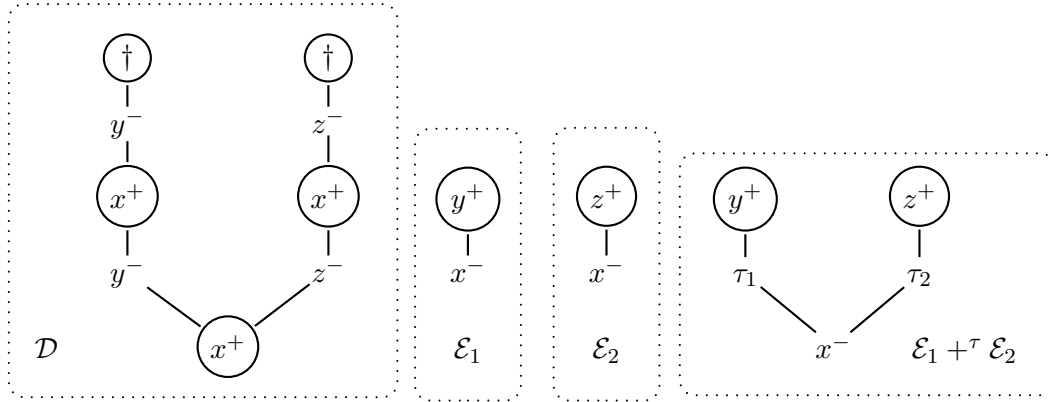 † †
y⁻ z⁻
x⁺ x⁺ y⁺ z⁺ y⁺ z⁺
y⁻ z⁻ x⁻ x⁻ τ₁ τ₂
𝒟 x⁺ ℰ₁ ℰ₂ x⁻ ℰ₁ +^τ ℰ₂